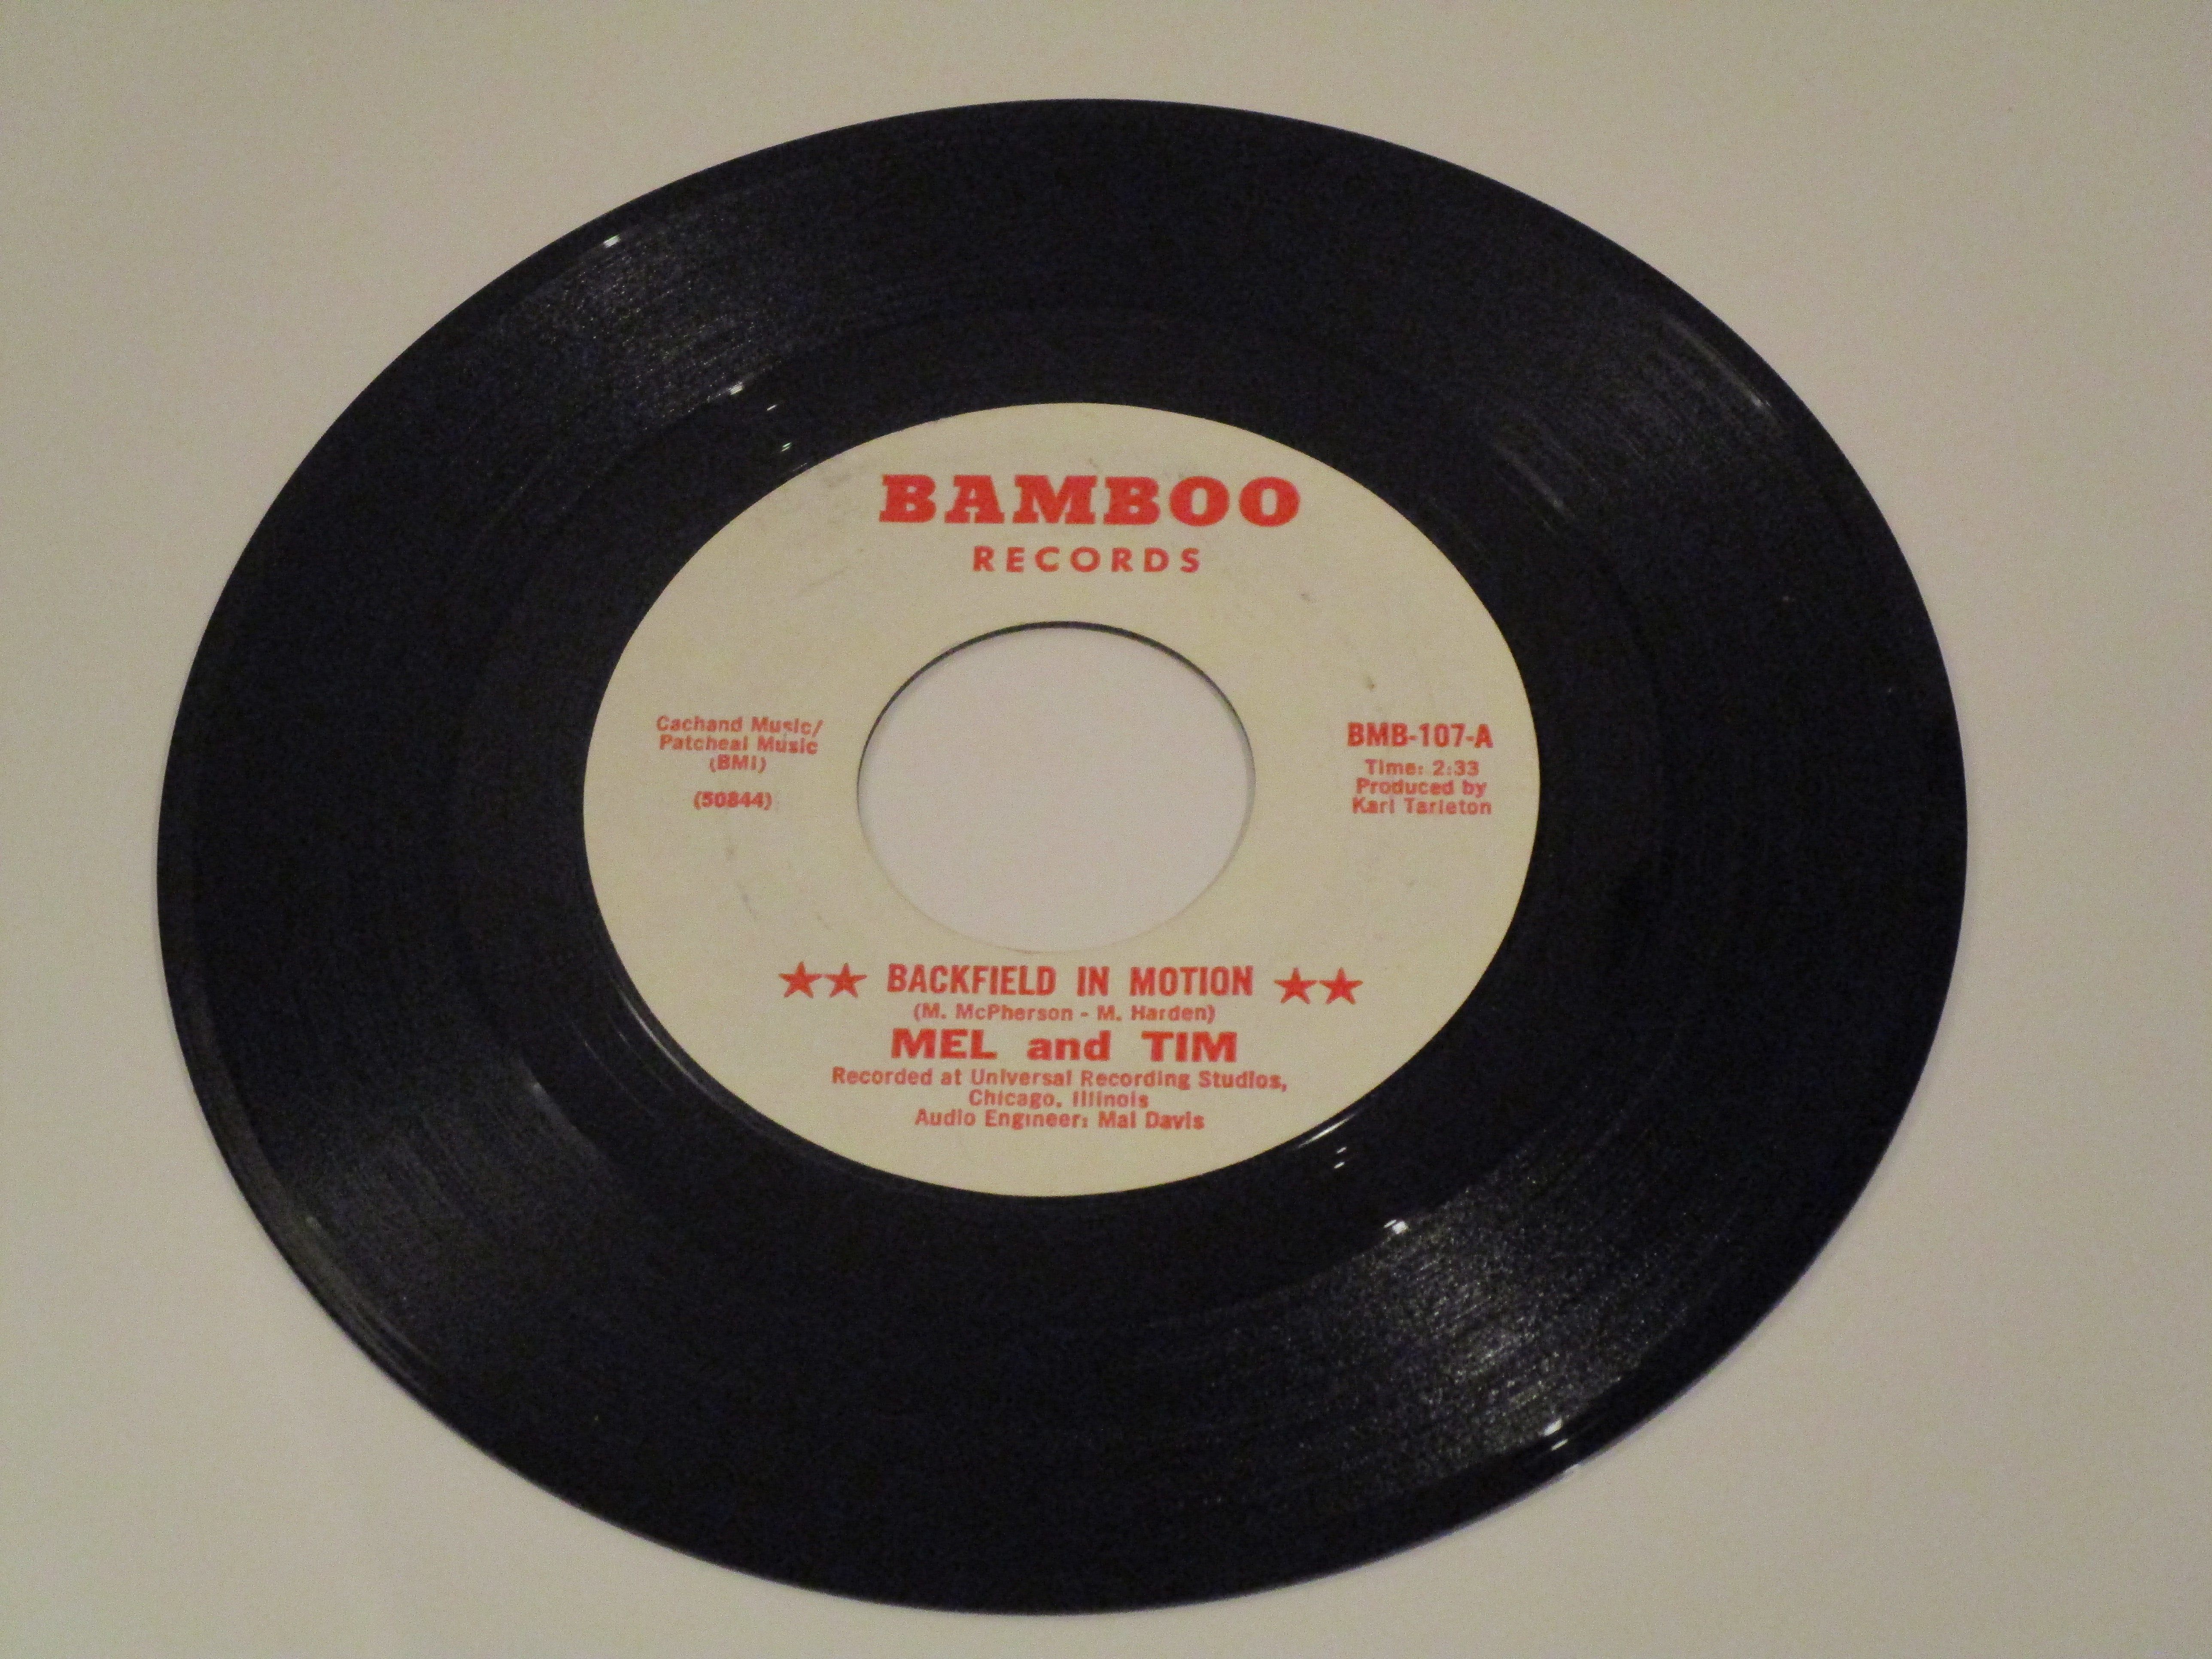 BAMBOO
RECORDS
Cachand Music/
Patcheal Music
(BMI)
(50844)
BMB-107-A
Time: 2:33
Produced by
Karl Tarleton
★★ BACKFIELD IN MOTION ★★
(M. McPherson - M. Harden)
MEL and TIM
Recorded at Universal Recording Studios,
Chicago, Illinois
Audio Engineer: Mal Davis